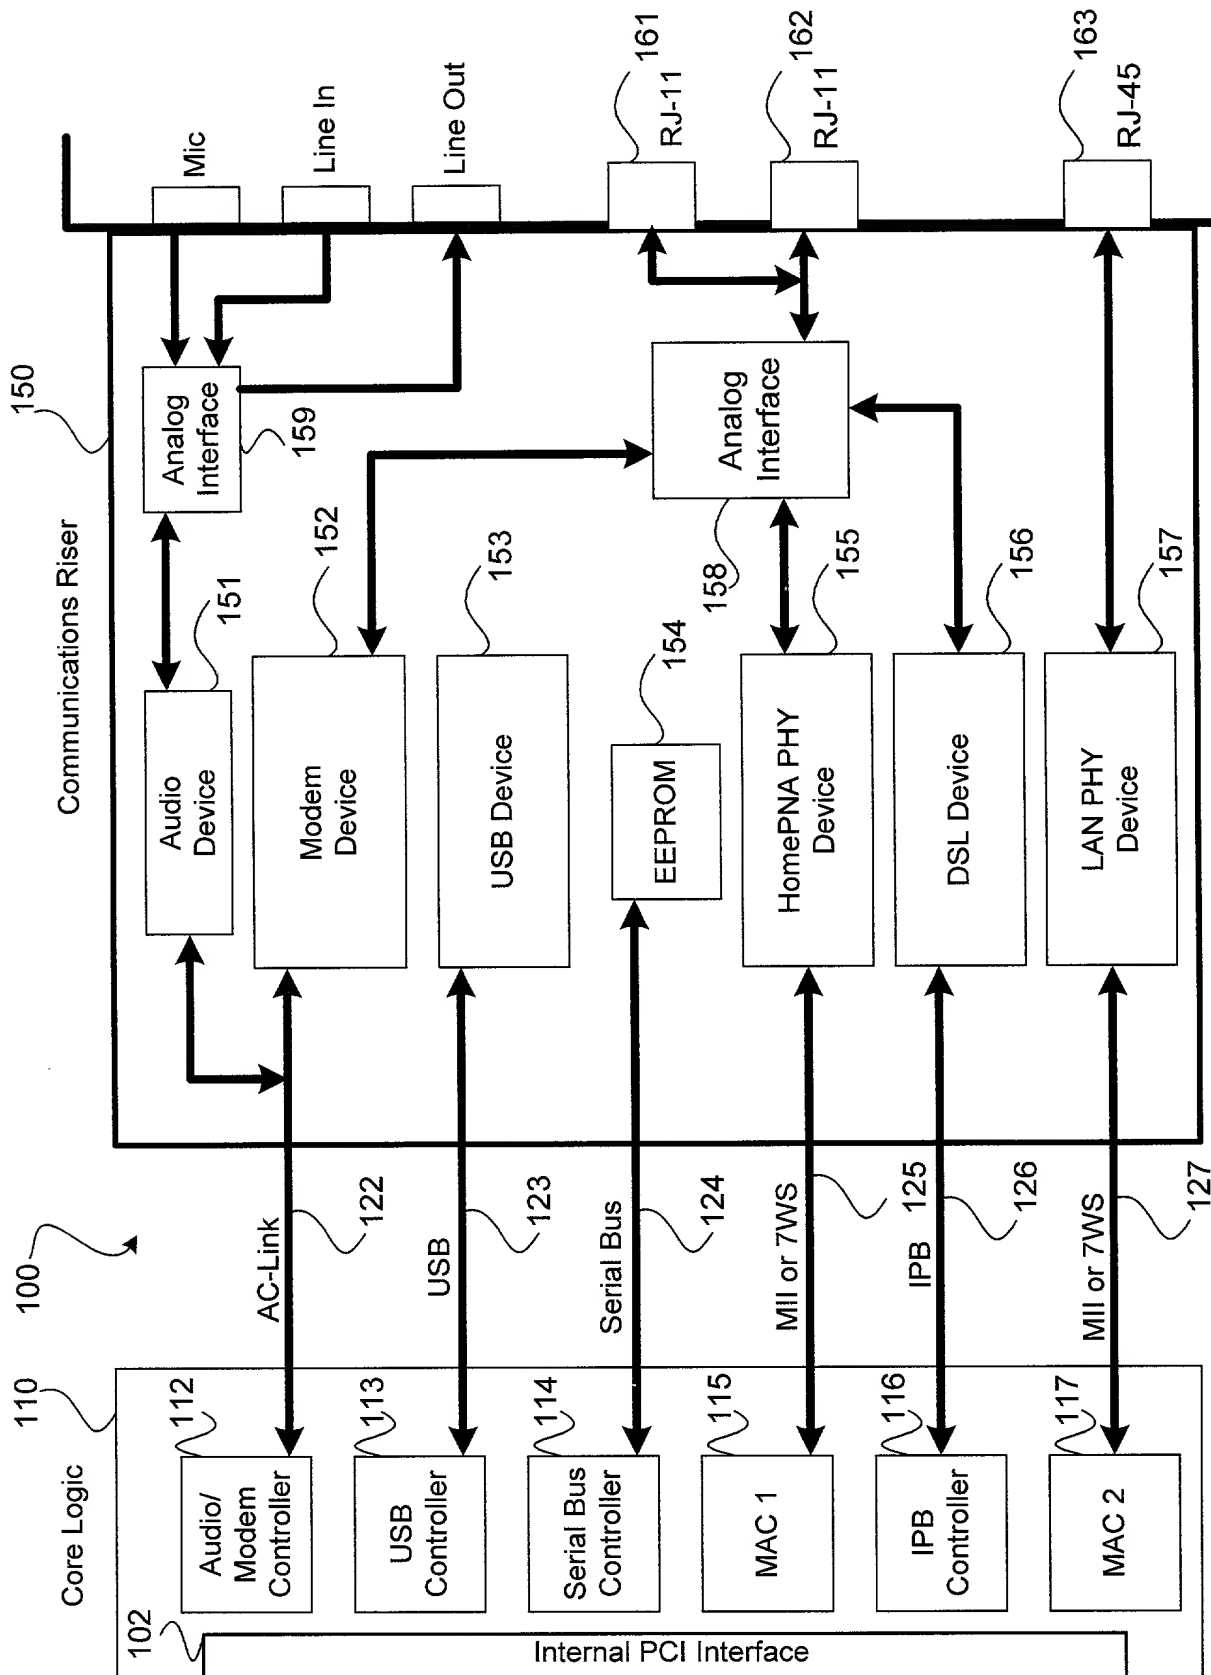 100
Core Logic
110
102
Internal PCI Interface
Audio/
Modem
Controller
112
USB
Controller
113
Serial Bus
Controller
114
MAC 1
115
IPB
Controller
116
MAC 2
117
AC-Link
122
USB
123
Serial Bus
124
MII or 7WS
125
IPB
126
MII or 7WS
127
Communications Riser
150
Audio
Device
151
Modem
Device
152
USB Device
153
EEPROM
154
HomePNA PHY
Device
155
DSL Device
156
LAN PHY
Device
157
Analog
Interface
159
Analog
Interface
158
Mic
Line In
Line Out
161
RJ-11
162
RJ-11
163
RJ-45